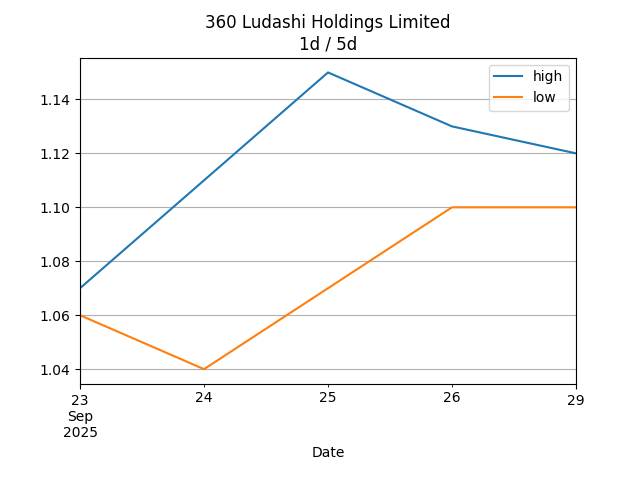 360 Ludashi Holdings Limited
1d / 5d
high
low
1.14
1.12
1.10
1.08
1.06
1.04
23 24 25 26 29
Sep
2025
Date